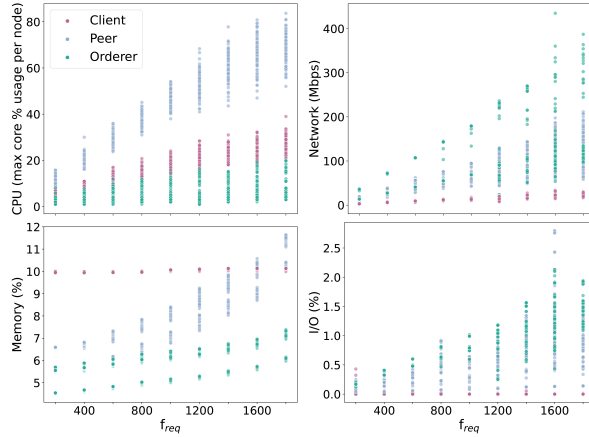 CPU (max core % usage per node)
80
60
40
20
0
Client
Peer
Orderer
Network (Mbps)
400
300
200
100
0
Memory (%)
12
11
10
9
8
7
6
5
400 800 1200 1600
f_req
I/O (%)
2.5
2.0
1.5
1.0
0.5
0.0
400 800 1200 1600
f_req